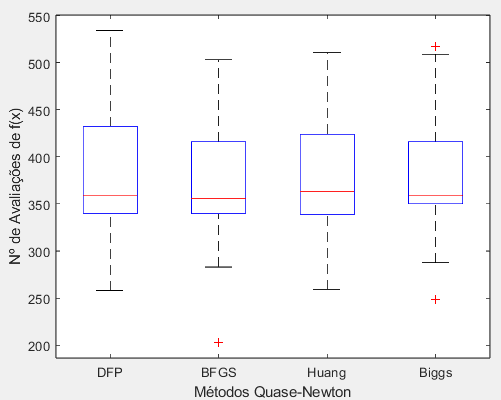 550
500
450
400
350
300
250
200
Nº de Avaliações de f(x)
DFP BFGS Huang Biggs
Métodos Quase-Newton